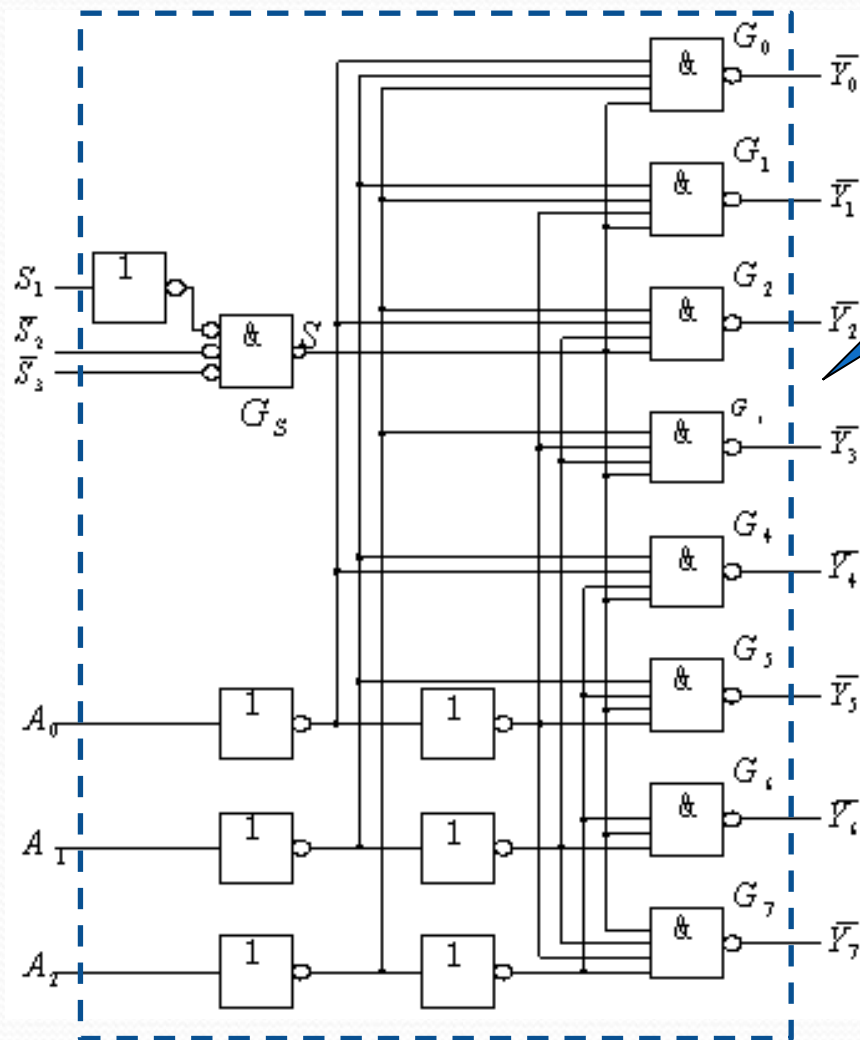 G₀
&
Y̅₀
G₁
&
Y̅₁
S₁
1
G₂
&
Y̅₂
S̅₂
& S
S̅₃
G_S
G
&
Y̅₃
G₄
&
Y̅₄
G₅
&
Y̅₅
A₀ 1 1
G₆
&
Y̅₆
A₁ 1 1
G₇
&
Y̅₇
A₂ 1 1